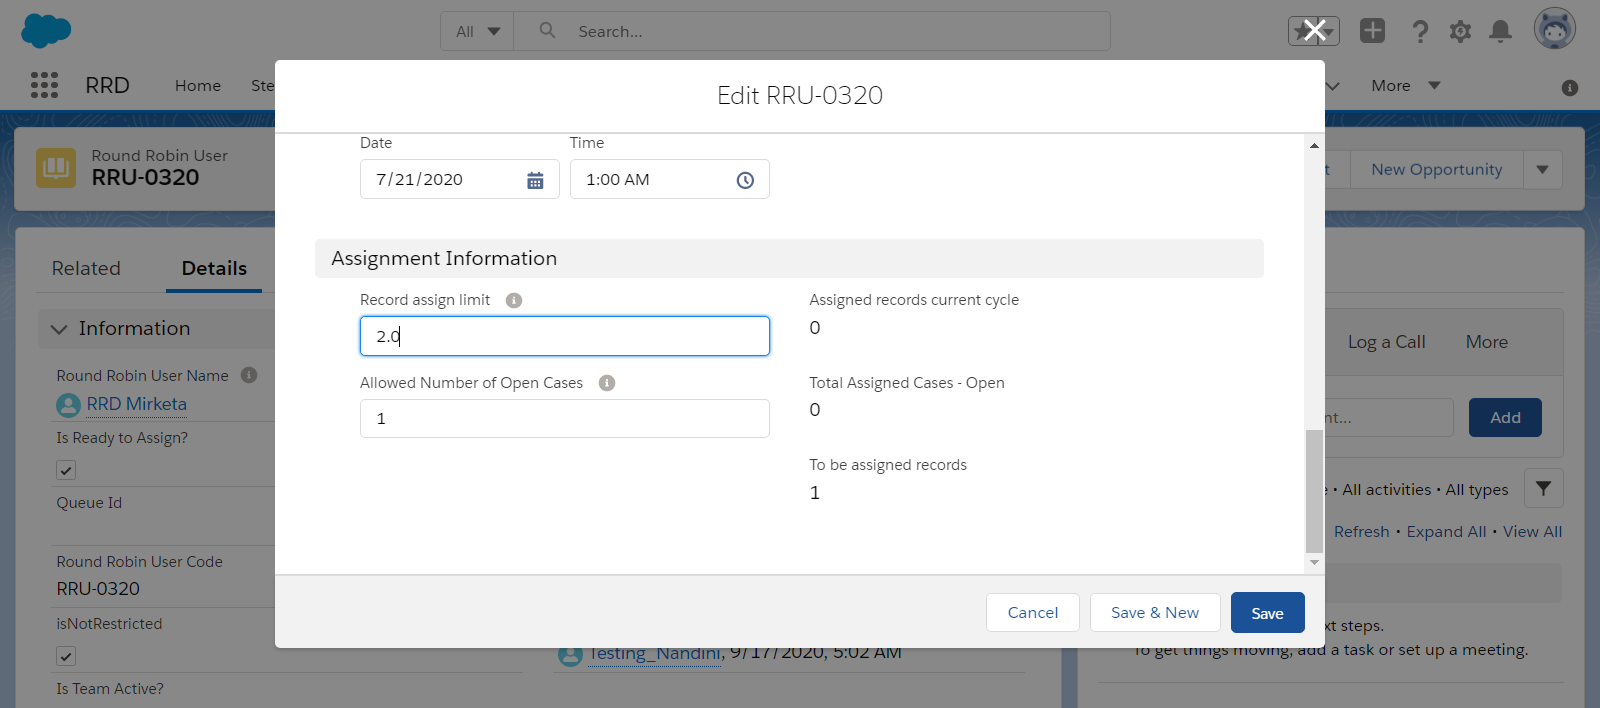 All
Search...
RRD
Home
Ste
More
Edit RRU-0320
Round Robin User
RRU-0320
t
New Opportunity
Date
Time
7/21/2020
1:00 AM
Related
Details
Assignment Information
Information
Record assign limit
Assigned records current cycle
2.0
0
Log a Call
More
Round Robin User Name
RRD Mirketa
Allowed Number of Open Cases
Total Assigned Cases - Open
1
0
nt...
Add
Is Ready to Assign?
To be assigned records
1
e • All activities • All types
Queue Id
Refresh • Expand All • View All
Round Robin User Code
RRU-0320
Cancel
Save & New
Save
isNotRestricted
xt steps.
Testing_Nandini, 9/17/2020, 5:02 AM
To get things moving, add a task or set up a meeting.
Is Team Active?